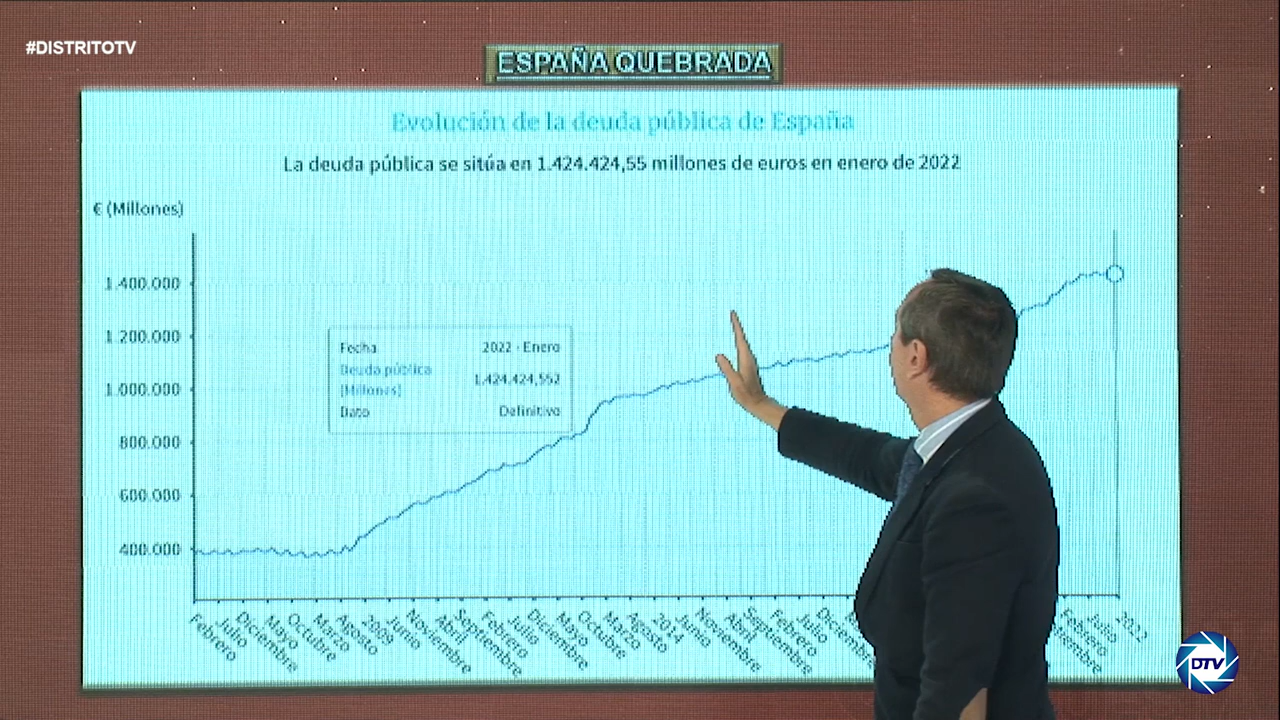 #DISTRITOTV
ESPAÑA QUEBRADA
Evolución de la deuda pública de España
La deuda pública se sitúa en 1.424.424,55 millones de euros en enero de 2022
€ (Millones)
1.400.000
1.200.000
1.000.000
800.000
600.000
400.000
Fecha 2022 - Enero
Deuda pública
(Millones) 1.424.424,552
Dato Definitivo
Febrero
Julio
Diciembre
Mayo
Octubre
Marzo
Agosto
2009
Junio
Noviembre
Abril
Septiembre
Febrero
Julio
Diciembre
Mayo
Octubre
Marzo
Agosto
2014
Junio
Noviembre
Abril
Septiembre
Febrero
Julio
Diciembre
Febrero
Junio
2022
DTV